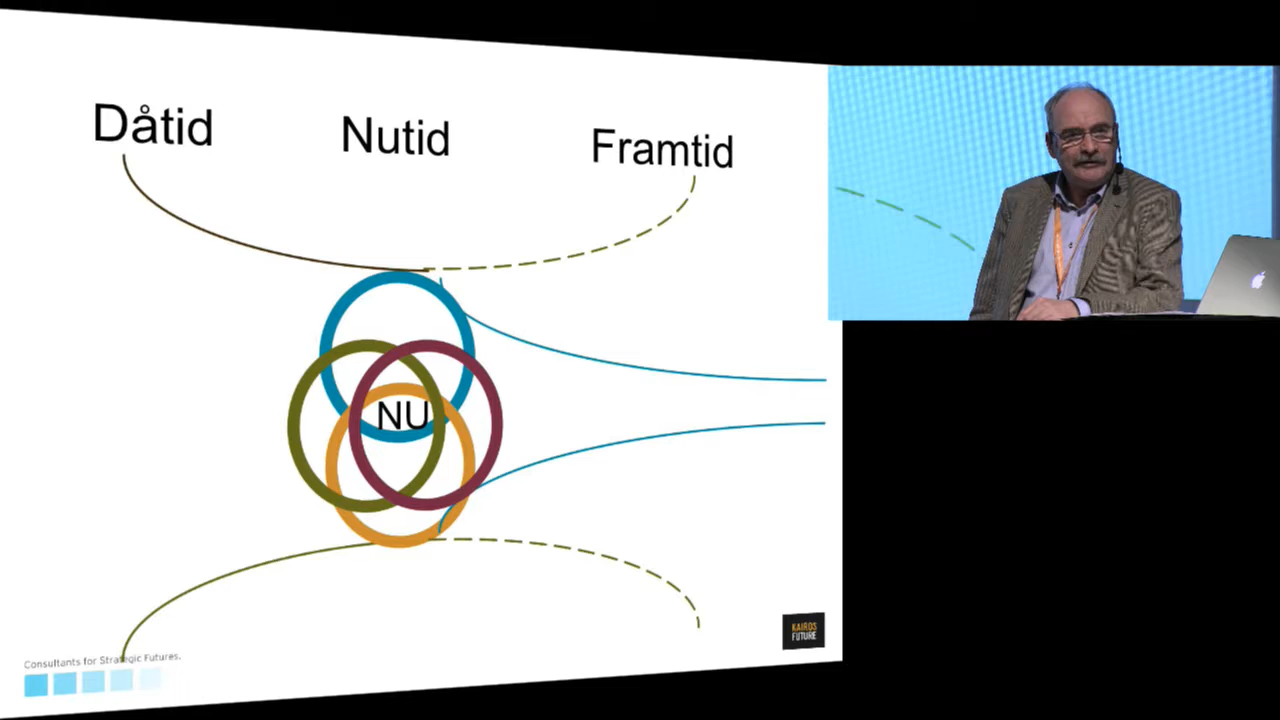 Dåtid
Nutid
Framtid
NU
Consultants for Strategic Futures.
KAIROS
FUTURE